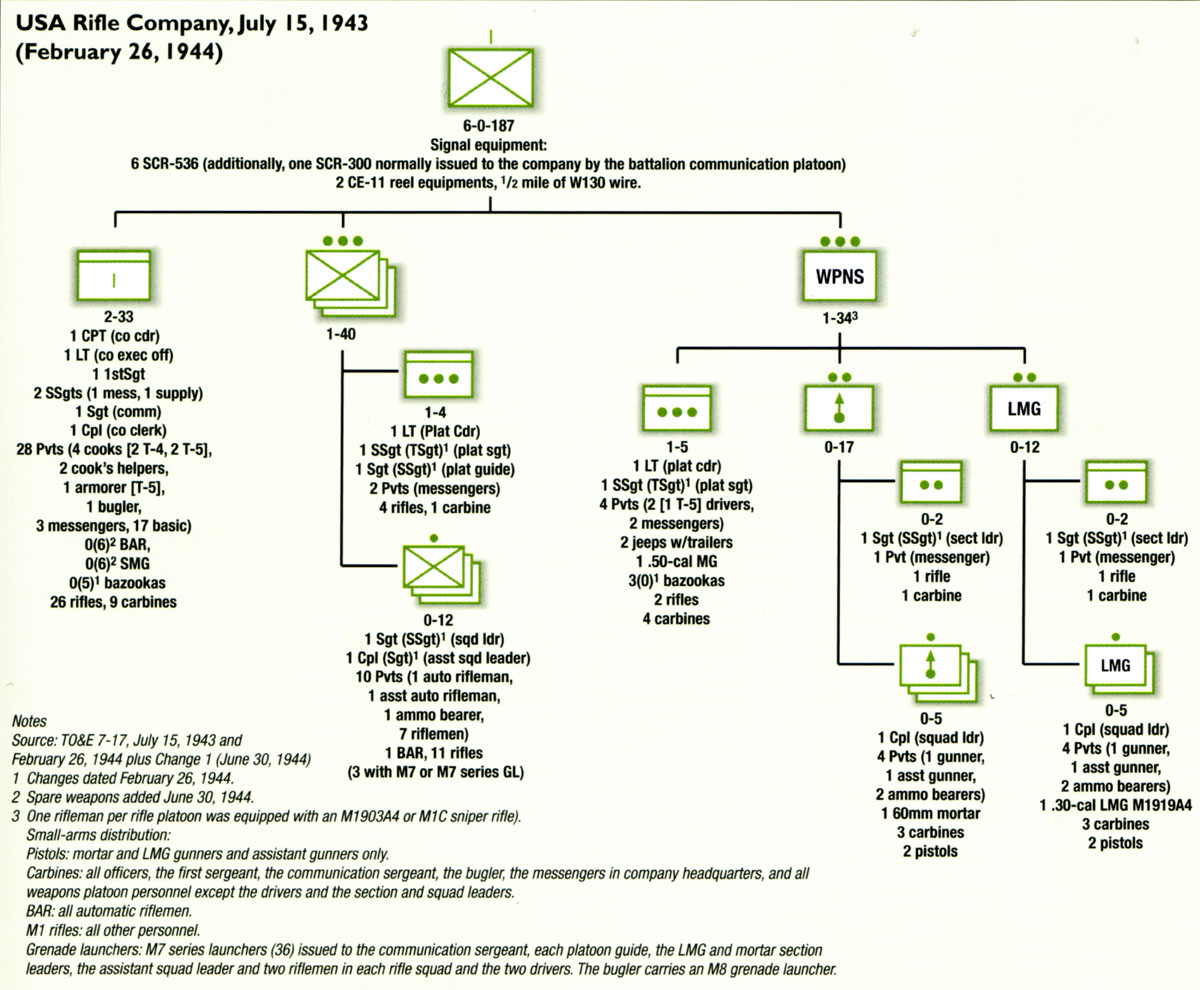 USA Rifle Company, July 15, 1943
(February 26, 1944)
6-0-187
Signal equipment:
6 SCR-536 (additionally, one SCR-300 normally issued to the company by the battalion communication platoon)
2 CE-11 reel equipments, 1/2 mile of W130 wire.
2-33
1 CPT (co cdr)
1 LT (co exec off)
1 1stSgt
2 SSgts (1 mess, 1 supply)
1 Sgt (comm)
1 Cpl (co clerk)
28 Pvts (4 cooks [2 T-4, 2 T-5],
2 cook's helpers,
1 armorer [T-5],
1 bugler,
3 messengers, 17 basic)
0(6)² BAR,
0(6)² SMG
0(5)¹ bazookas
26 rifles, 9 carbines
1-40
1-4
1 LT (Plat Cdr)
1 SSgt (TSgt)¹ (plat sgt)
1 Sgt (SSgt)¹ (plat guide)
2 Pvts (messengers)
4 rifles, 1 carbine
0-12
1 Sgt (SSgt)¹ (sqd ldr)
1 Cpl (Sgt)¹ (asst sqd leader)
10 Pvts (1 auto rifleman,
1 asst auto rifleman,
1 ammo bearer,
7 riflemen)
1 BAR, 11 rifles
(3 with M7 or M7 series GL)
WPNS
1-34³
1-5
1 LT (plat cdr)
1 SSgt (TSgt)¹ (plat sgt)
4 Pvts (2 [1 T-5] drivers,
2 messengers)
2 jeeps w/trailers
1 .50-cal MG
3(0)¹ bazookas
2 rifles
4 carbines
0-17
0-2
1 Sgt (SSgt)¹ (sect ldr)
1 Pvt (messenger)
1 rifle
1 carbine
0-5
1 Cpl (squad ldr)
4 Pvts (1 gunner,
1 asst gunner,
2 ammo bearers)
1 60mm mortar
3 carbines
2 pistols
LMG
0-12
0-2
1 Sgt (SSgt)¹ (sect ldr)
1 Pvt (messenger)
1 rifle
1 carbine
LMG
0-5
1 Cpl (squad ldr)
4 Pvts (1 gunner,
1 asst gunner,
2 ammo bearers)
1 .30-cal LMG M1919A4
3 carbines
2 pistols
Notes
Source: TO&E 7-17, July 15, 1943 and
February 26, 1944 plus Change 1 (June 30, 1944)
1 Changes dated February 26, 1944.
2 Spare weapons added June 30, 1944.
3 One rifleman per rifle platoon was equipped with an M1903A4 or M1C sniper rifle).
Small-arms distribution:
Pistols: mortar and LMG gunners and assistant gunners only.
Carbines: all officers, the first sergeant, the communication sergeant, the bugler, the messengers in company headquarters, and all
weapons platoon personnel except the drivers and the section and squad leaders.
BAR: all automatic riflemen.
M1 rifles: all other personnel.
Grenade launchers: M7 series launchers (36) issued to the communication sergeant, each platoon guide, the LMG and mortar section
leaders, the assistant squad leader and two riflemen in each rifle squad and the two drivers. The bugler carries an M8 grenade launcher.